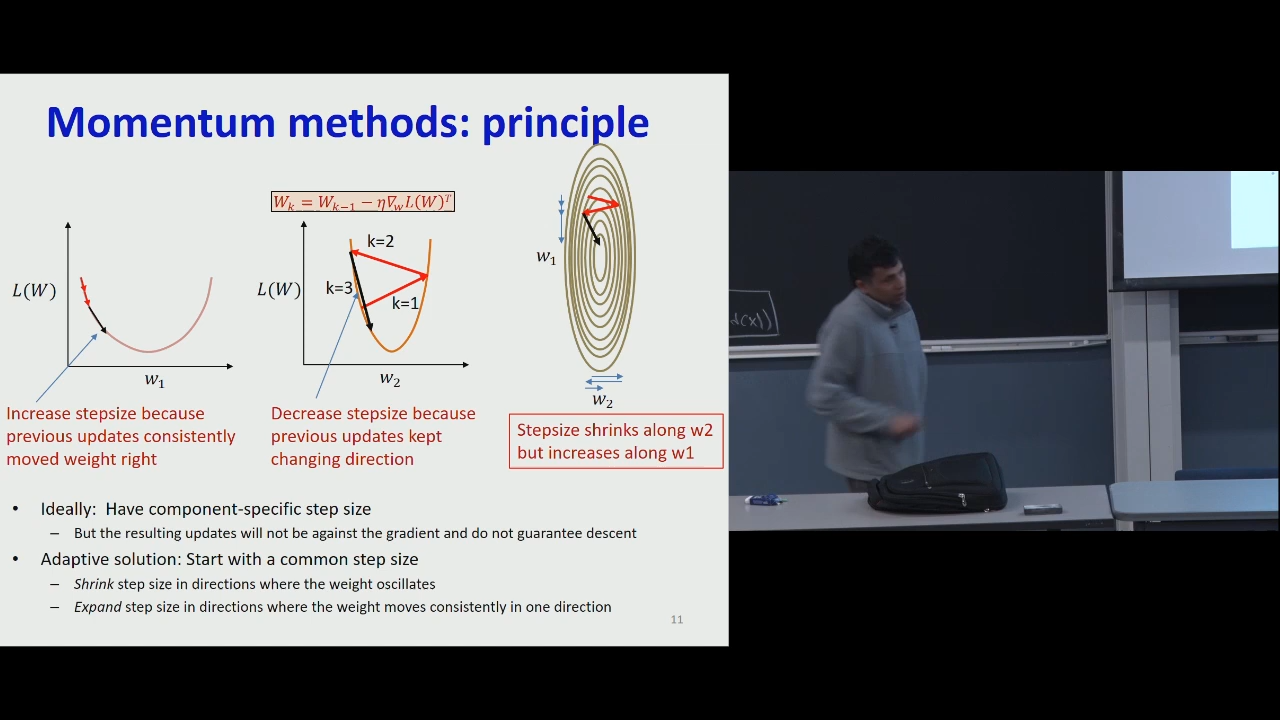 Momentum methods: principle
W_k = W_{k−1} − η∇_w L(W)^T
L(W)
w₁
L(W)
k=2
k=3
k=1
w₂
w₁
w₂
Increase stepsize because
previous updates consistently
moved weight right
Decrease stepsize because
previous updates kept
changing direction
Stepsize shrinks along w2
but increases along w1
• Ideally: Have component-specific step size
– But the resulting updates will not be against the gradient and do not guarantee descent
• Adaptive solution: Start with a common step size
– Shrink step size in directions where the weight oscillates
– Expand step size in directions where the weight moves consistently in one direction
11